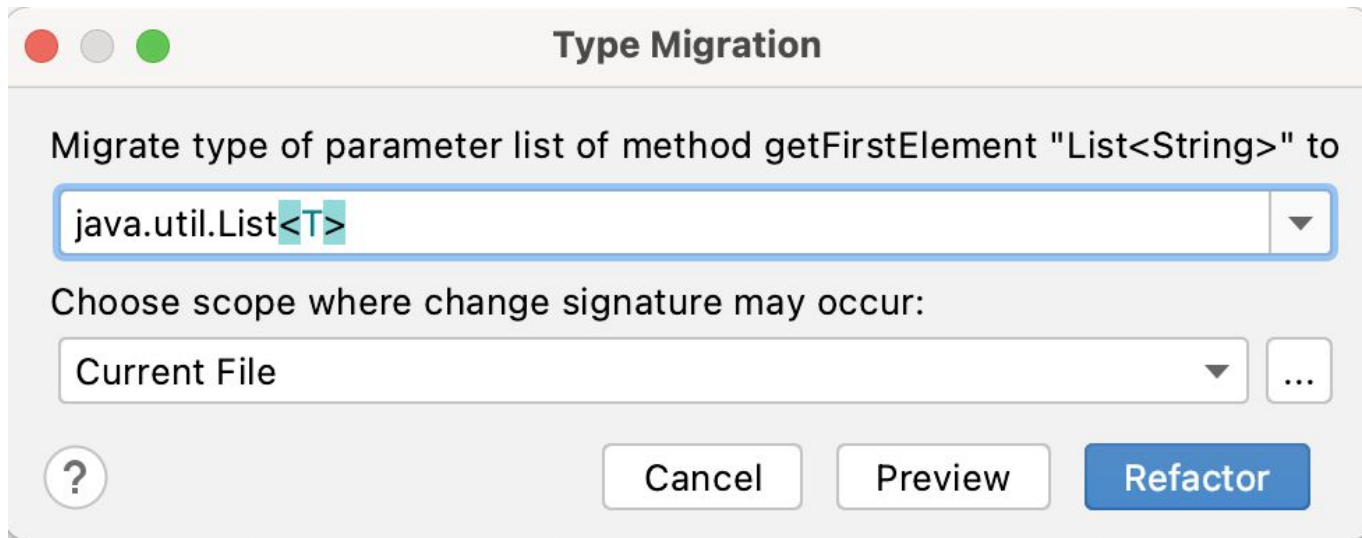 Type Migration
Migrate type of parameter list of method getFirstElement "List<String>" to
java.util.List<T>
Choose scope where change signature may occur:
Current File
...
?
Cancel
Preview
Refactor